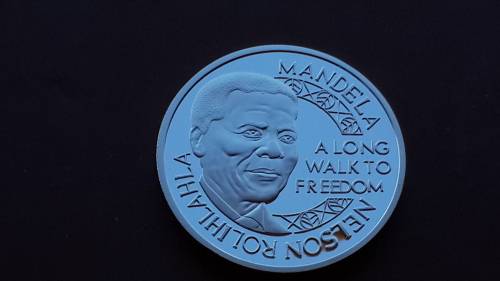 NELSON ROLIHLAHLA
MANDELA
A LONG
WALK TO
FREEDOM